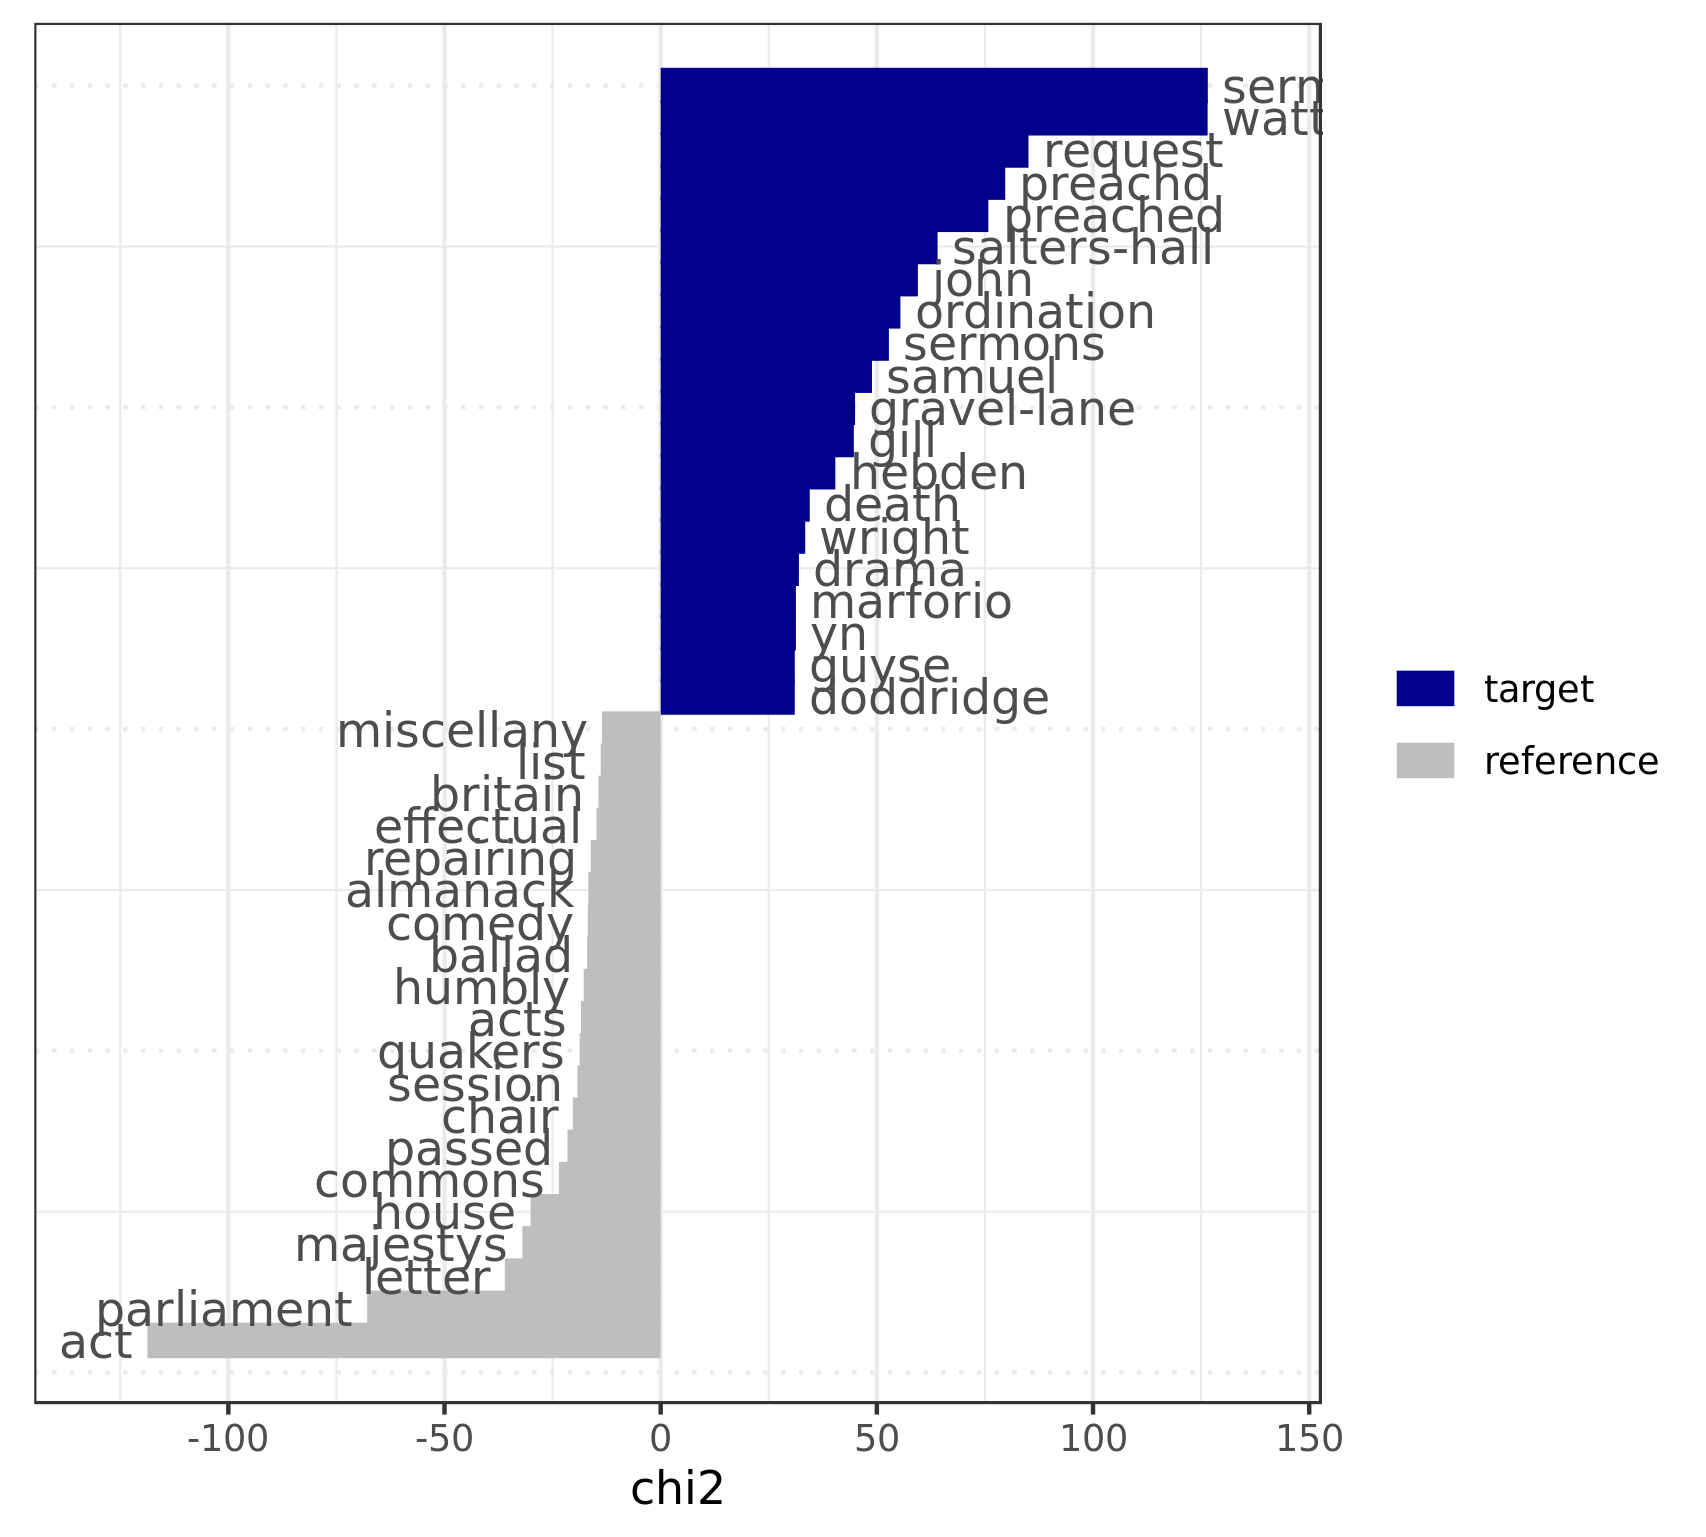 sern
watt
request
preachd
preached
salters-hall
john
ordination
sermons
samuel
gravel-lane
gill
hebden
death
wright
drama
marforio
yn
guyse
doddridge
miscellany
list
britain
effectual
repairing
almanack
comedy
ballad
humbly
acts
quakers
session
chair
passed
commons
house
majestys
letter
parliament
act
target
reference
-100 -50 0 50 100 150
chi2